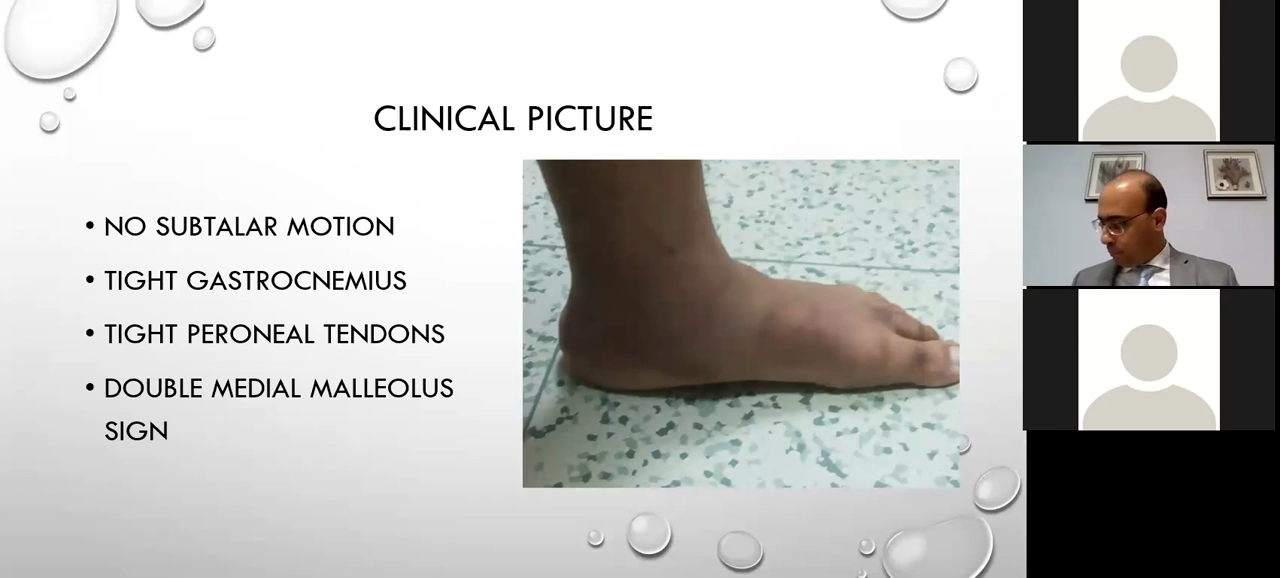 CLINICAL PICTURE
• NO SUBTALAR MOTION
• TIGHT GASTROCNEMIUS
• TIGHT PERONEAL TENDONS
• DOUBLE MEDIAL MALLEOLUS
SIGN